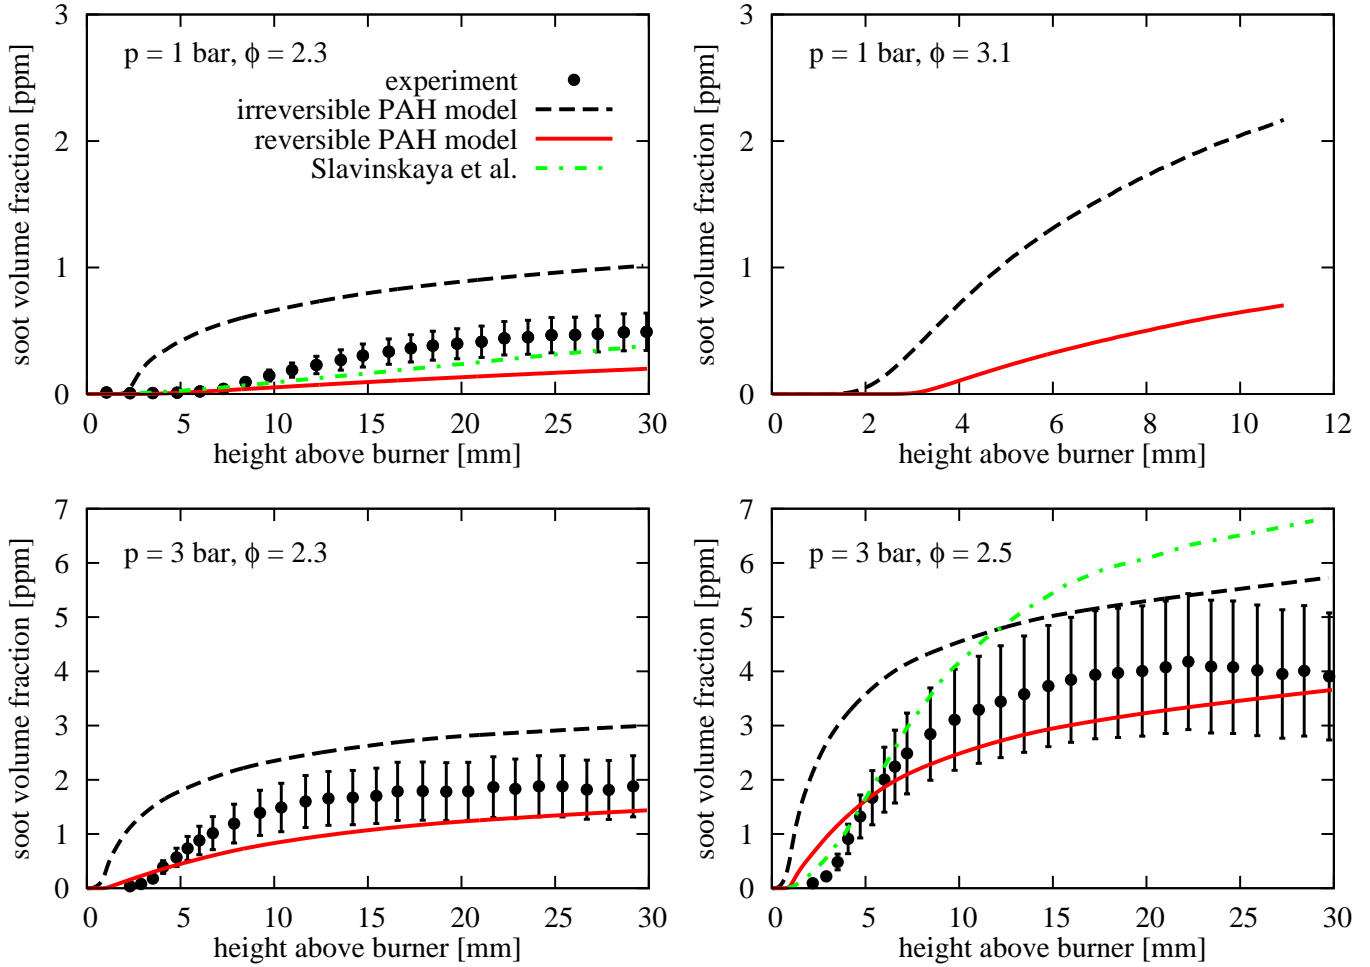 p = 1 bar, ϕ = 2.3
experiment
irreversible PAH model
reversible PAH model
Slavinskaya et al.
soot volume fraction [ppm]
3
2
1
0
0 5 10 15 20 25 30
height above burner [mm]
p = 1 bar, ϕ = 3.1
soot volume fraction [ppm]
3
2
1
0
0 2 4 6 8 10 12
height above burner [mm]
p = 3 bar, ϕ = 2.3
soot volume fraction [ppm]
7
6
5
4
3
2
1
0
0 5 10 15 20 25 30
height above burner [mm]
p = 3 bar, ϕ = 2.5
soot volume fraction [ppm]
7
6
5
4
3
2
1
0
0 5 10 15 20 25 30
height above burner [mm]